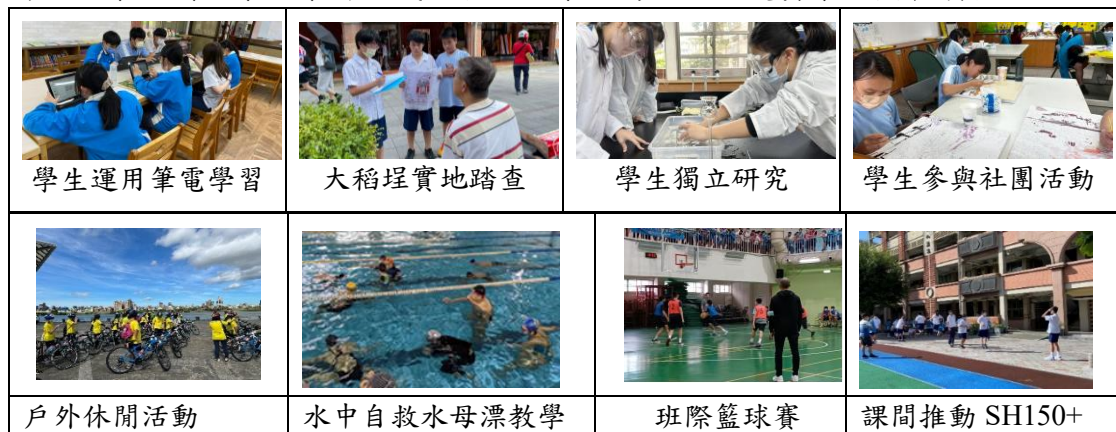 學生運用筆電學習
大稻埕實地踏查
學生獨立研究
學生參與社團活動
戶外休閒活動
水中自救水母漂教學
班際籃球賽
課間推動 SH150+